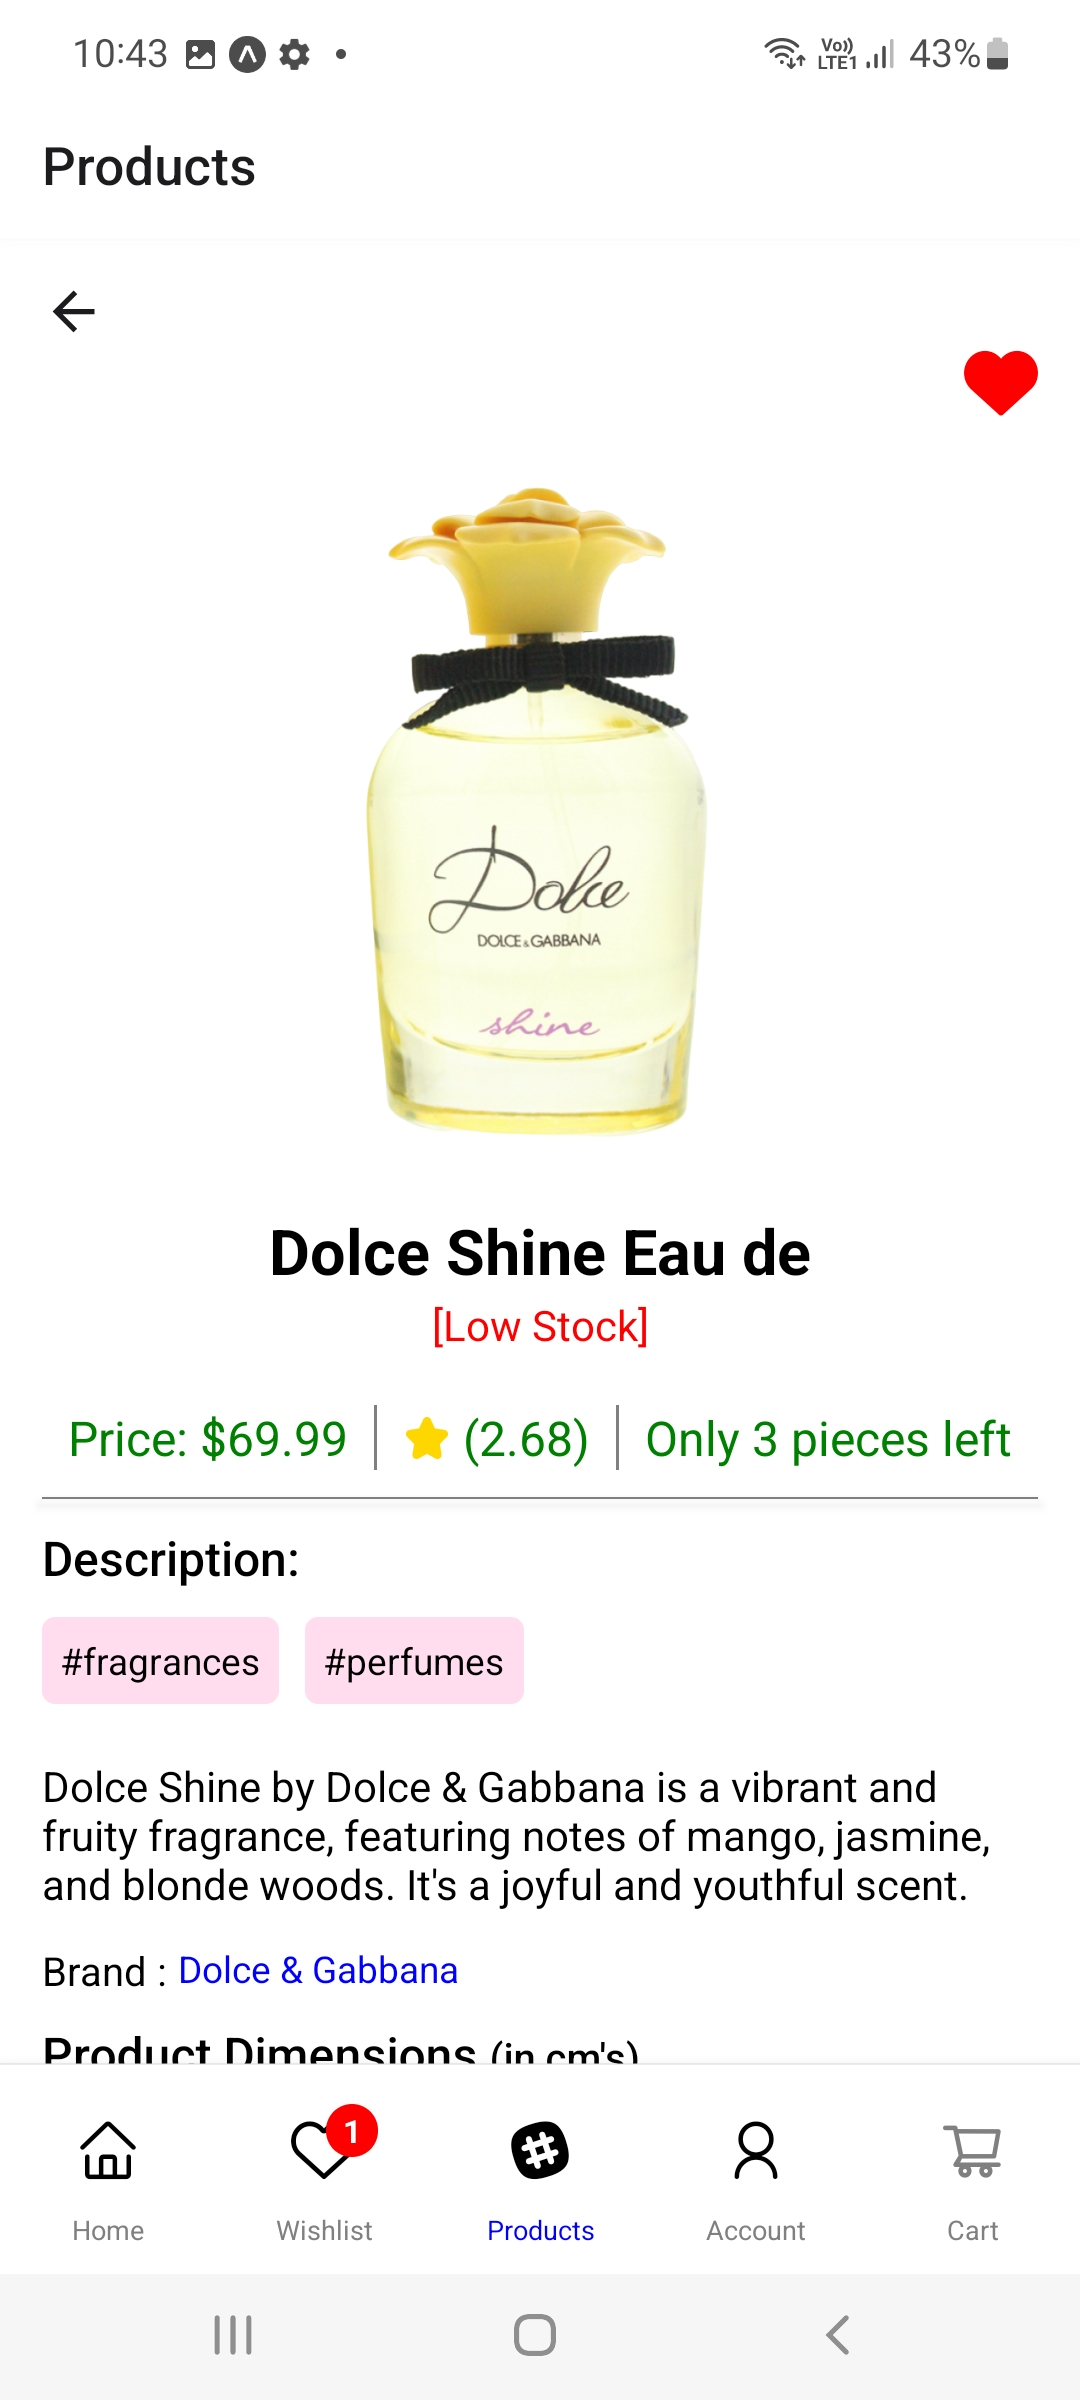 10:43
Vo)) LTE1 43%
Products
Dolce
DOLCE & GABBANA
shine
Dolce Shine Eau de
[Low Stock]
Price: $69.99 (2.68) Only 3 pieces left
Description:
#fragrances #perfumes
Dolce Shine by Dolce & Gabbana is a vibrant and
fruity fragrance, featuring notes of mango, jasmine,
and blonde woods. It's a joyful and youthful scent.
Brand : Dolce & Gabbana
Product Dimensions (in cm's)
1
Home Wishlist Products Account Cart